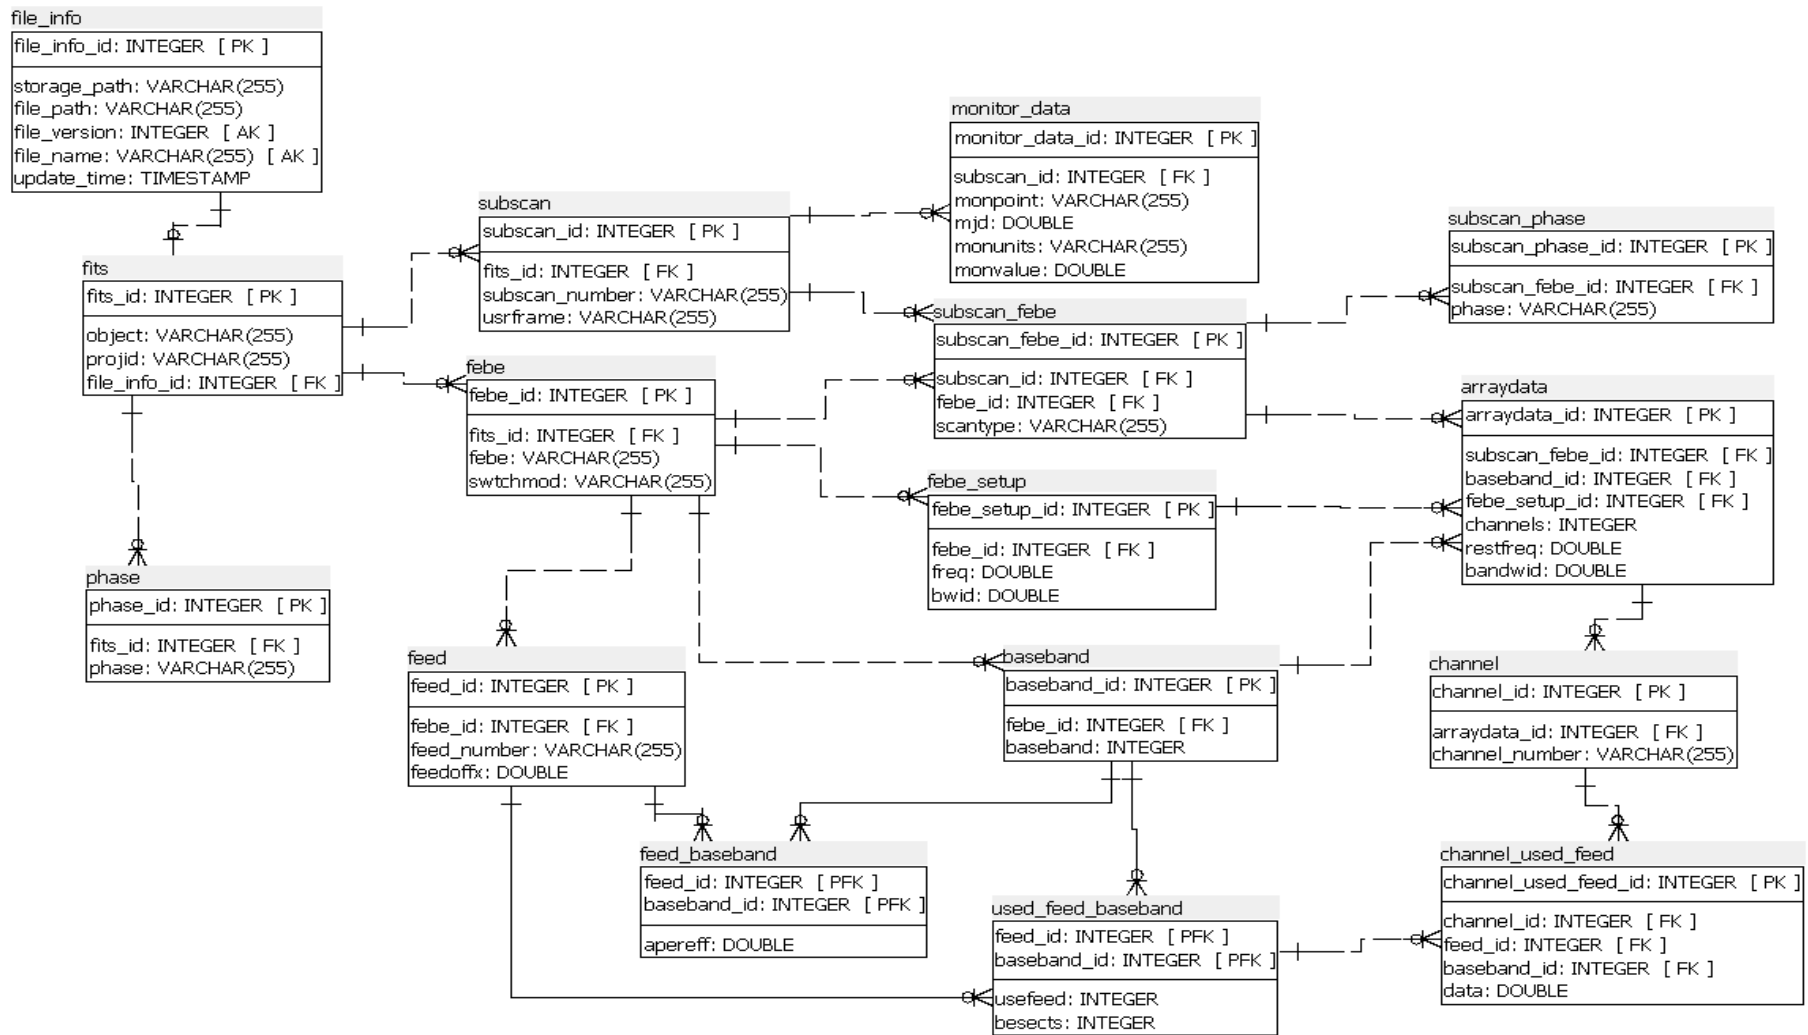 file_info
file_info_id: INTEGER [ PK ]
storage_path: VARCHAR(255)
file_path: VARCHAR(255)
file_version: INTEGER [ AK ]
file_name: VARCHAR(255) [ AK ]
update_time: TIMESTAMP
fits
fits_id: INTEGER [ PK ]
object: VARCHAR(255)
projid: VARCHAR(255)
file_info_id: INTEGER [ FK ]
phase
phase_id: INTEGER [ PK ]
fits_id: INTEGER [ FK ]
phase: VARCHAR(255)
subscan
subscan_id: INTEGER [ PK ]
fits_id: INTEGER [ FK ]
subscan_number: VARCHAR(255)
usrframe: VARCHAR(255)
febe
febe_id: INTEGER [ PK ]
fits_id: INTEGER [ FK ]
febe: VARCHAR(255)
swtchmod: VARCHAR(255)
feed
feed_id: INTEGER [ PK ]
febe_id: INTEGER [ FK ]
feed_number: VARCHAR(255)
feedoffx: DOUBLE
feed_baseband
feed_id: INTEGER [ PFK ]
baseband_id: INTEGER [ PFK ]
apereff: DOUBLE
monitor_data
monitor_data_id: INTEGER [ PK ]
subscan_id: INTEGER [ FK ]
monpoint: VARCHAR(255)
mjd: DOUBLE
monunits: VARCHAR(255)
monvalue: DOUBLE
subscan_febe
subscan_febe_id: INTEGER [ PK ]
subscan_id: INTEGER [ FK ]
febe_id: INTEGER [ FK ]
scantype: VARCHAR(255)
febe_setup
febe_setup_id: INTEGER [ PK ]
febe_id: INTEGER [ FK ]
freq: DOUBLE
bwid: DOUBLE
baseband
baseband_id: INTEGER [ PK ]
febe_id: INTEGER [ FK ]
baseband: INTEGER
used_feed_baseband
feed_id: INTEGER [ PFK ]
baseband_id: INTEGER [ PFK ]
usefeed: INTEGER
besects: INTEGER
subscan_phase
subscan_phase_id: INTEGER [ PK ]
subscan_febe_id: INTEGER [ FK ]
phase: VARCHAR(255)
arraydata
arraydata_id: INTEGER [ PK ]
subscan_febe_id: INTEGER [ FK ]
baseband_id: INTEGER [ FK ]
febe_setup_id: INTEGER [ FK ]
channels: INTEGER
restfreq: DOUBLE
bandwid: DOUBLE
channel
channel_id: INTEGER [ PK ]
arraydata_id: INTEGER [ FK ]
channel_number: VARCHAR(255)
channel_used_feed
channel_used_feed_id: INTEGER [ PK ]
channel_id: INTEGER [ FK ]
feed_id: INTEGER [ FK ]
baseband_id: INTEGER [ FK ]
data: DOUBLE